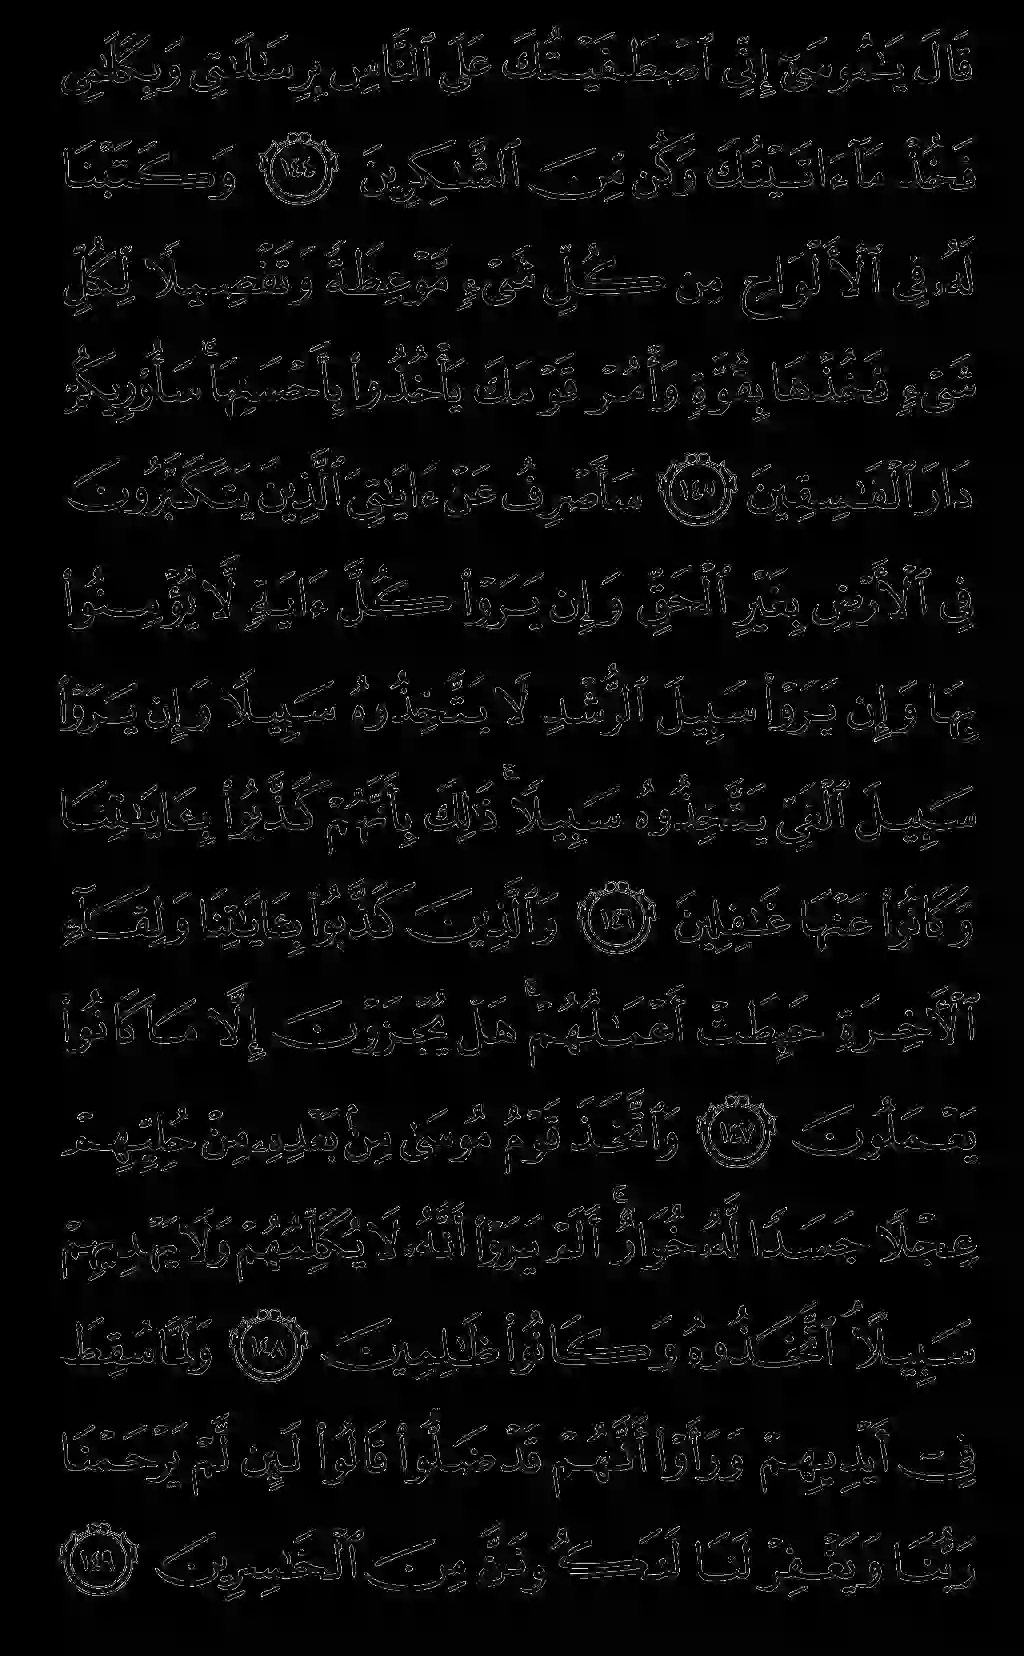 قَالَ يَٰمُوسَىٰٓ إِنِّى ٱصْطَفَيْتُكَ عَلَى ٱلنَّاسِ بِرِسَٰلَٰتِى وَبِكَلَٰمِى
فَخُذْ مَآ ءَاتَيْتُكَ وَكُن مِّنَ ٱلشَّٰكِرِينَ ١٤٤ وَكَتَبْنَا
لَهُۥ فِى ٱلْأَلْوَاحِ مِن كُلِّ شَىْءٍ مَّوْعِظَةً وَتَفْصِيلًا لِّكُلِّ
شَىْءٍ فَخُذْهَا بِقُوَّةٍ وَأْمُرْ قَوْمَكَ يَأْخُذُوا۟ بِأَحْسَنِهَا ۚ سَأُو۟رِيكُمْ
دَارَ ٱلْفَٰسِقِينَ ١٤٥ سَأَصْرِفُ عَنْ ءَايَٰتِىَ ٱلَّذِينَ يَتَكَبَّرُونَ
فِى ٱلْأَرْضِ بِغَيْرِ ٱلْحَقِّ وَإِن يَرَوْا۟ كُلَّ ءَايَةٍ لَّا يُؤْمِنُوا۟
بِهَا وَإِن يَرَوْا۟ سَبِيلَ ٱلرُّشْدِ لَا يَتَّخِذُوهُ سَبِيلًا وَإِن يَرَوْا۟
سَبِيلَ ٱلْغَىِّ يَتَّخِذُوهُ سَبِيلًا ۚ ذَٰلِكَ بِأَنَّهُمْ كَذَّبُوا۟ بِـَٔايَٰتِنَا
وَكَانُوا۟ عَنْهَا غَٰفِلِينَ ١٤٦ وَٱلَّذِينَ كَذَّبُوا۟ بِـَٔايَٰتِنَا وَلِقَآءِ
ٱلْـَٔاخِرَةِ حَبِطَتْ أَعْمَٰلُهُمْ ۚ هَلْ يُجْزَوْنَ إِلَّا مَا كَانُوا۟
يَعْمَلُونَ ١٤٧ وَٱتَّخَذَ قَوْمُ مُوسَىٰ مِنۢ بَعْدِهِۦ مِنْ حُلِيِّهِمْ
عِجْلًا جَسَدًا لَّهُۥ خُوَارٌ ۚ أَلَمْ يَرَوْا۟ أَنَّهُۥ لَا يُكَلِّمُهُمْ وَلَا يَهْدِيهِمْ
سَبِيلًا ۘ ٱتَّخَذُوهُ وَكَانُوا۟ ظَٰلِمِينَ ١٤٨ وَلَمَّا سُقِطَ
فِىٓ أَيْدِيهِمْ وَرَأَوْا۟ أَنَّهُمْ قَدْ ضَلُّوا۟ قَالُوا۟ لَئِن لَّمْ يَرْحَمْنَا
رَبُّنَا وَيَغْفِرْ لَنَا لَنَكُونَنَّ مِنَ ٱلْخَٰسِرِينَ ١٤٩